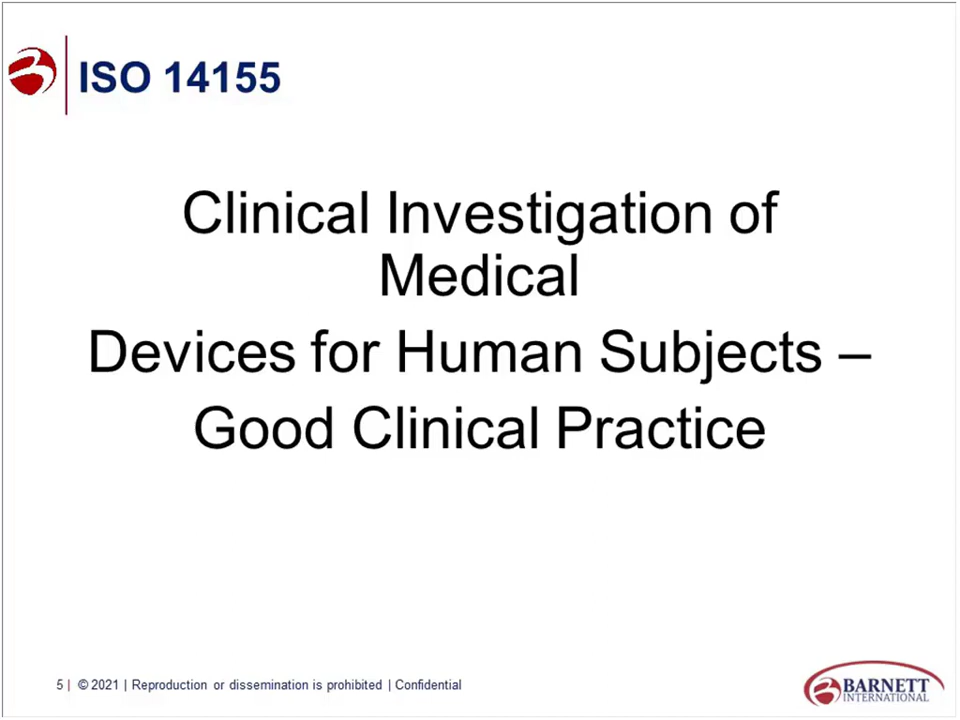 ISO 14155
Clinical Investigation of
Medical
Devices for Human Subjects –
Good Clinical Practice
5 | © 2021 | Reproduction or dissemination is prohibited | Confidential
BARNETT
INTERNATIONAL